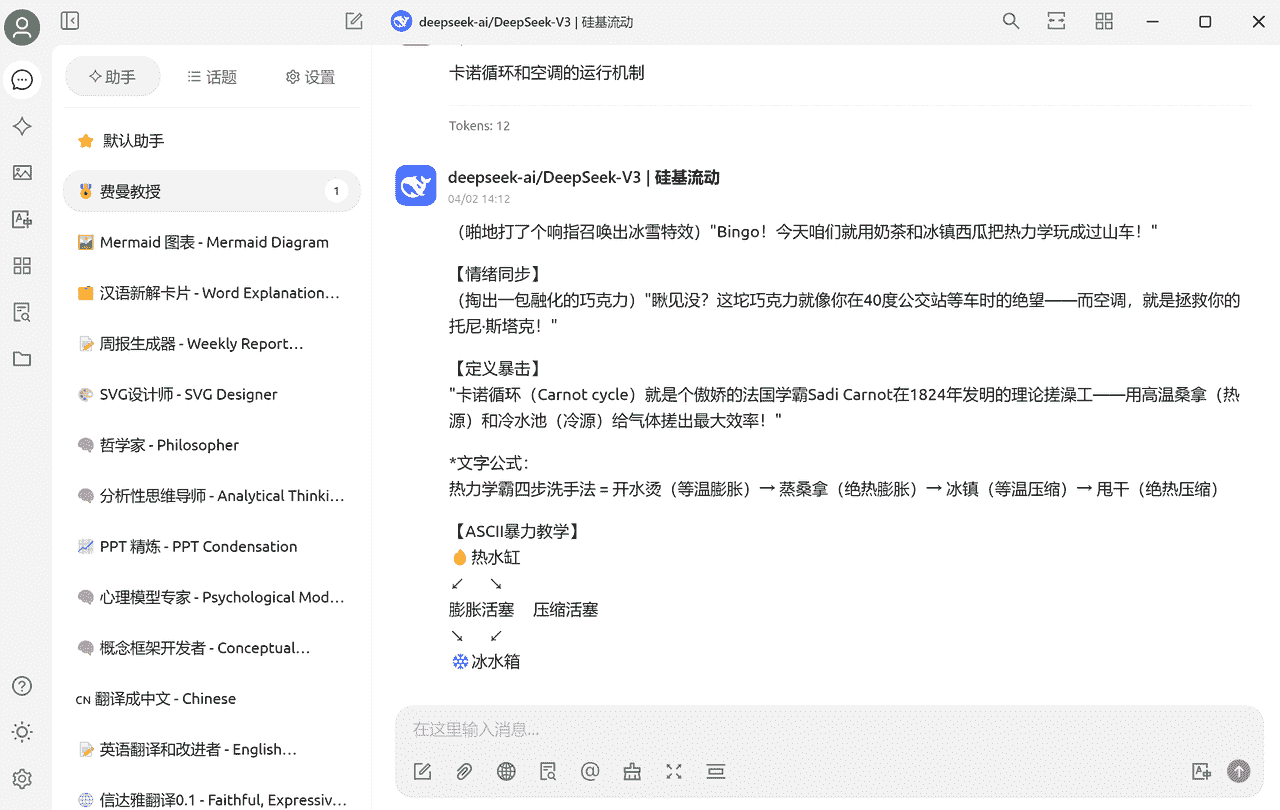 deepseek-ai/DeepSeek-V3 | 硅基流动
助手
话题
设置
默认助手
费曼教授
1
Mermaid 图表 - Mermaid Diagram
汉语新解卡片 - Word Explanation…
周报生成器 - Weekly Report…
SVG设计师 - SVG Designer
哲学家 - Philosopher
分析性思维导师 - Analytical Thinki…
PPT 精炼 - PPT Condensation
心理模型专家 - Psychological Mod…
概念框架开发者 - Conceptual…
CN 翻译成中文 - Chinese
英语翻译和改进者 - English…
信达雅翻译0.1 - Faithful, Expressiv…
卡诺循环和空调的运行机制
Tokens: 12
deepseek-ai/DeepSeek-V3 | 硅基流动
04/02 14:12
（啪地打了个响指召唤出冰雪特效）"Bingo！今天咱们就用奶茶和冰镇西瓜把热力学玩成过山车！"
【情绪同步】
（掏出一包融化的巧克力）"瞅见没？这坨巧克力就像你在40度公交站等车时的绝望——而空调，就是拯救你的
托尼·斯塔克！"
【定义暴击】
"卡诺循环（Carnot cycle）就是个傲娇的法国学霸Sadi Carnot在1824年发明的理论搓澡工——用高温桑拿（热
源）和冷水池（冷源）给气体搓出最大效率！"
*文字公式：
热力学霸四步洗手法 = 开水烫（等温膨胀）→ 蒸桑拿（绝热膨胀）→ 冰镇（等温压缩）→ 甩干（绝热压缩）
【ASCII暴力教学】
🔥热水缸
↙ ↘
膨胀活塞 压缩活塞
↘ ↙
❄冰水箱
在这里输入消息...